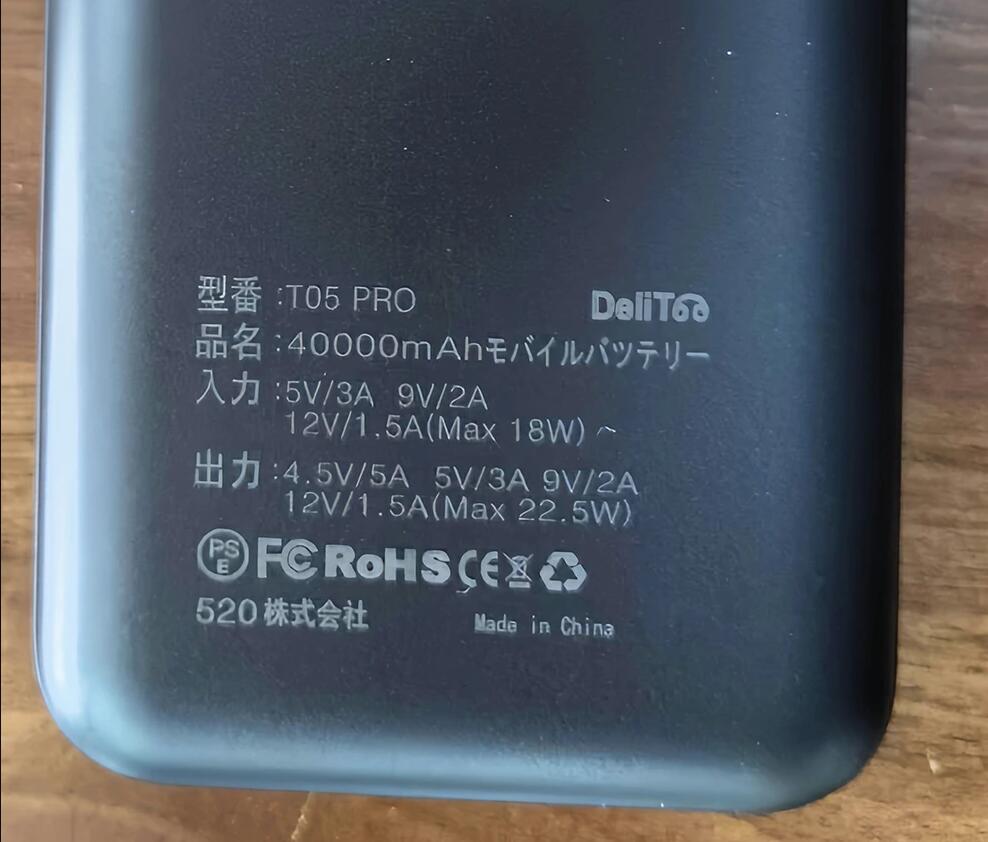 型番:T05 PRO DeliToo
品名:40000mAhモバイルバッテリー
入力:5V/3A 9V/2A
12V/1.5A(Max 18W)
出力:4.5V/5A 5V/3A 9V/2A
12V/1.5A(Max 22.5W)
PSE FC RoHS CE
520株式会社 Made in China